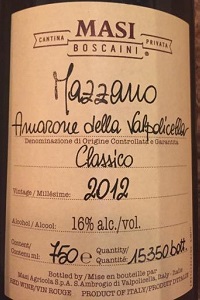 MASI
CANTINA PRIVATA
BOSCAINI
Mazzano
Amarone della Valpolicella
Denominazione di Origine Controllata e Garantita
Classico
Vintage / Millésime: 2012
Alcohol / Alcool: 16% alc./vol.
Content/ Contenu ml: 750 e Quantity/ Quantité: 15350 bott.
Bottled by / Mise en bouteille par
Masi Agricola S.p.A. S.Ambrogio di Valpolicella, Italy - Italia
RED WINE/VIN ROUGE PRODUCT OF ITALY/PRODUIT D'ITALIE